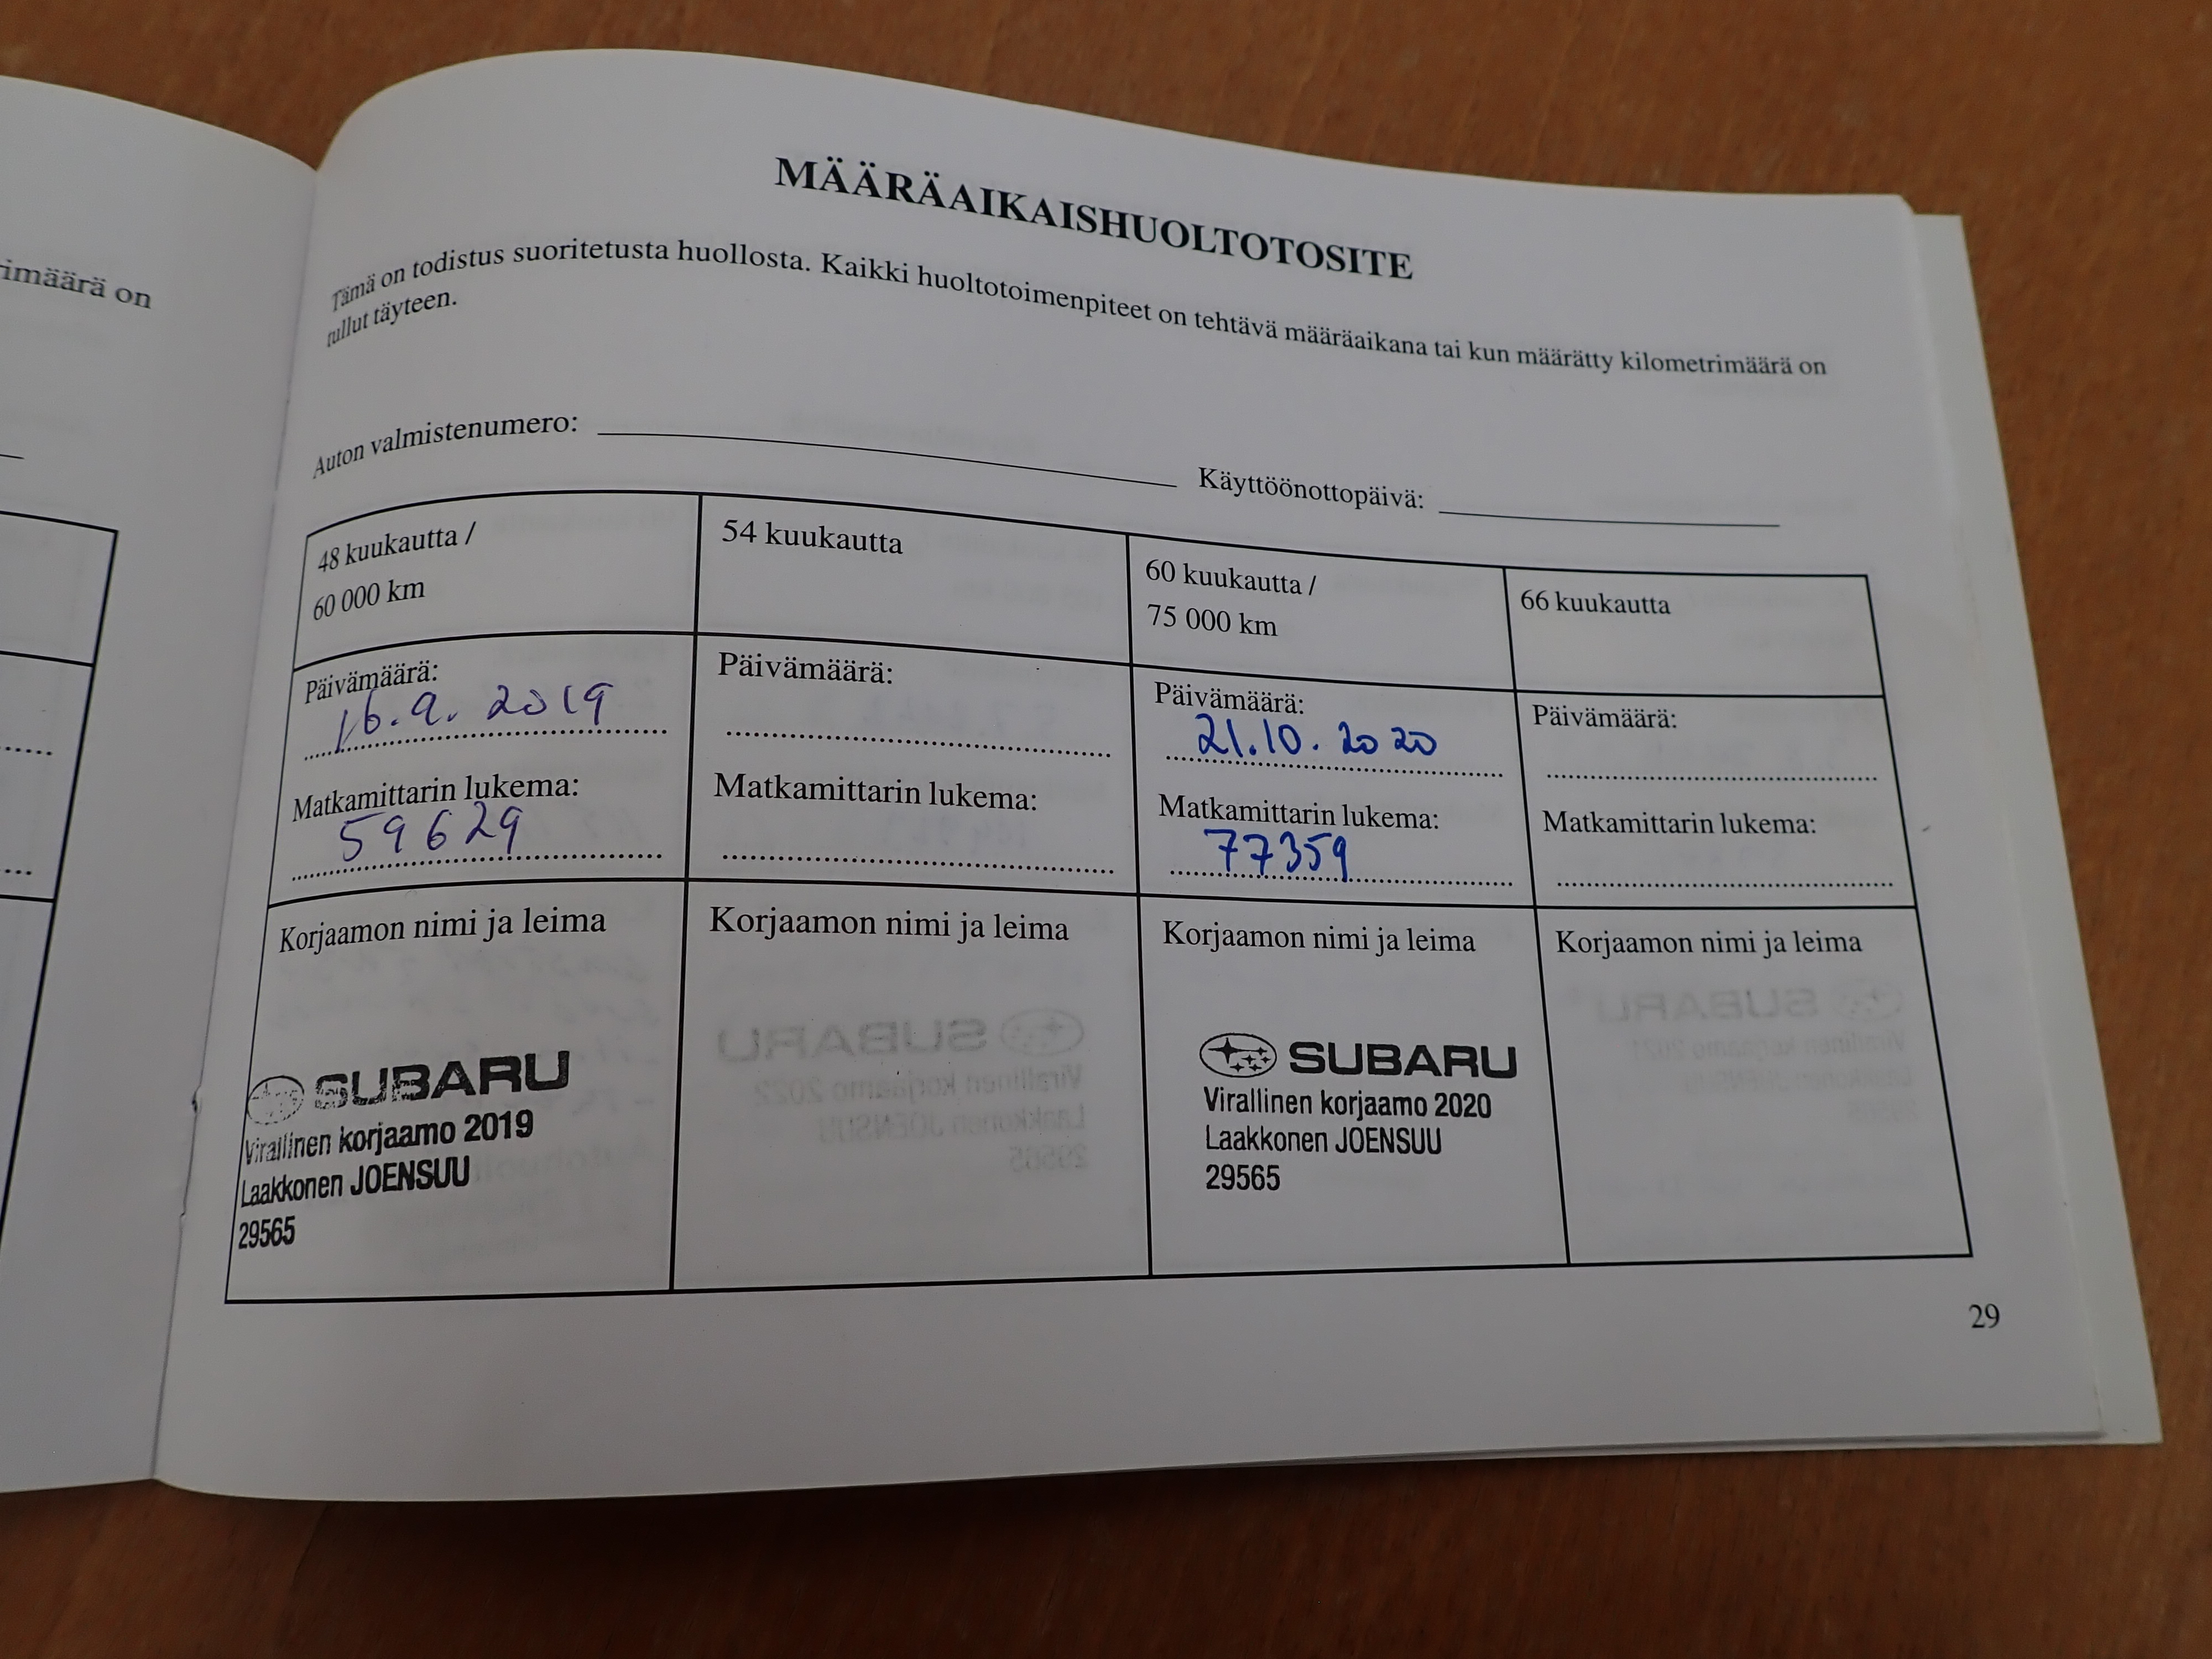 imäärä on
MÄÄRÄAIKAISHUOLTOTOSITE
Tämä on todistus suoritetusta huollosta. Kaikki huoltotoimenpiteet on tehtävä määräaikana tai kun määrätty kilometrimäärä on
tullut täyteen.
Auton valmistenumero:
Käyttöönottopäivä:
48 kuukautta /
60 000 km
54 kuukautta
60 kuukautta /
75 000 km
66 kuukautta
Päivämäärä:
16.9. 2019
Päivämäärä:
Päivämäärä:
21.10.2020
Päivämäärä:
Matkamittarin lukema:
59629
Matkamittarin lukema:
Matkamittarin lukema:
77359
Matkamittarin lukema:
Korjaamon nimi ja leima
SUBARU
Virallinen korjaamo 2019
Laakkonen JOENSUU
29565
Korjaamon nimi ja leima
Korjaamon nimi ja leima
SUBARU
Virallinen korjaamo 2020
Laakkonen JOENSUU
29565
Korjaamon nimi ja leima
29